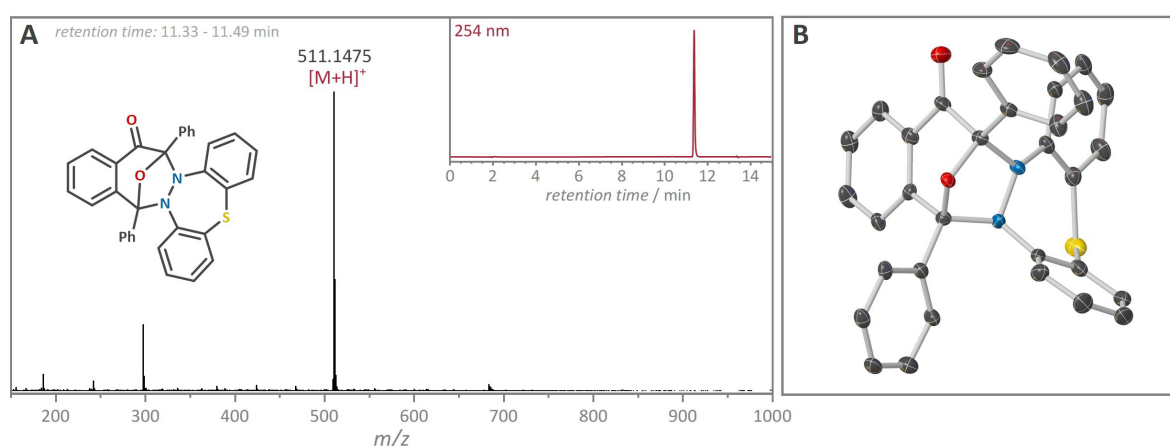 A
retention time: 11.33 - 11.49 min
511.1475
[M+H]+
254 nm
0 2 4 6 8 10 12 14
retention time / min
O
Ph
O
N
N
Ph
S
200 300 400 500 600 700 800 900 1000
m/z
B